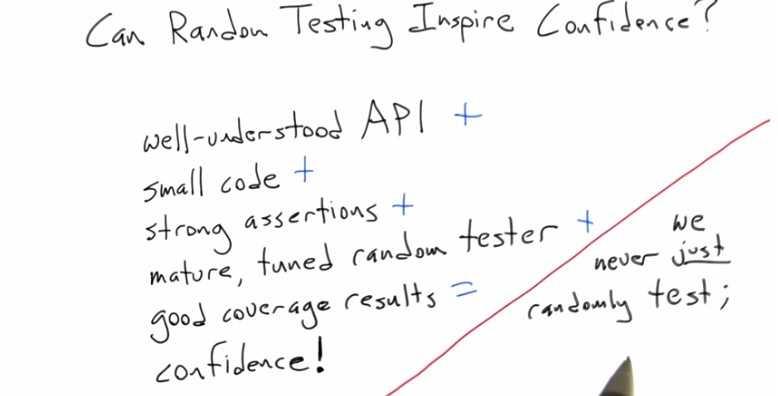 Can Random Testing Inspire Confidence?
well-understood API +
small code +
strong assertions +
mature, tuned random tester +
good coverage results =
confidence!
we
never just
randomly test;